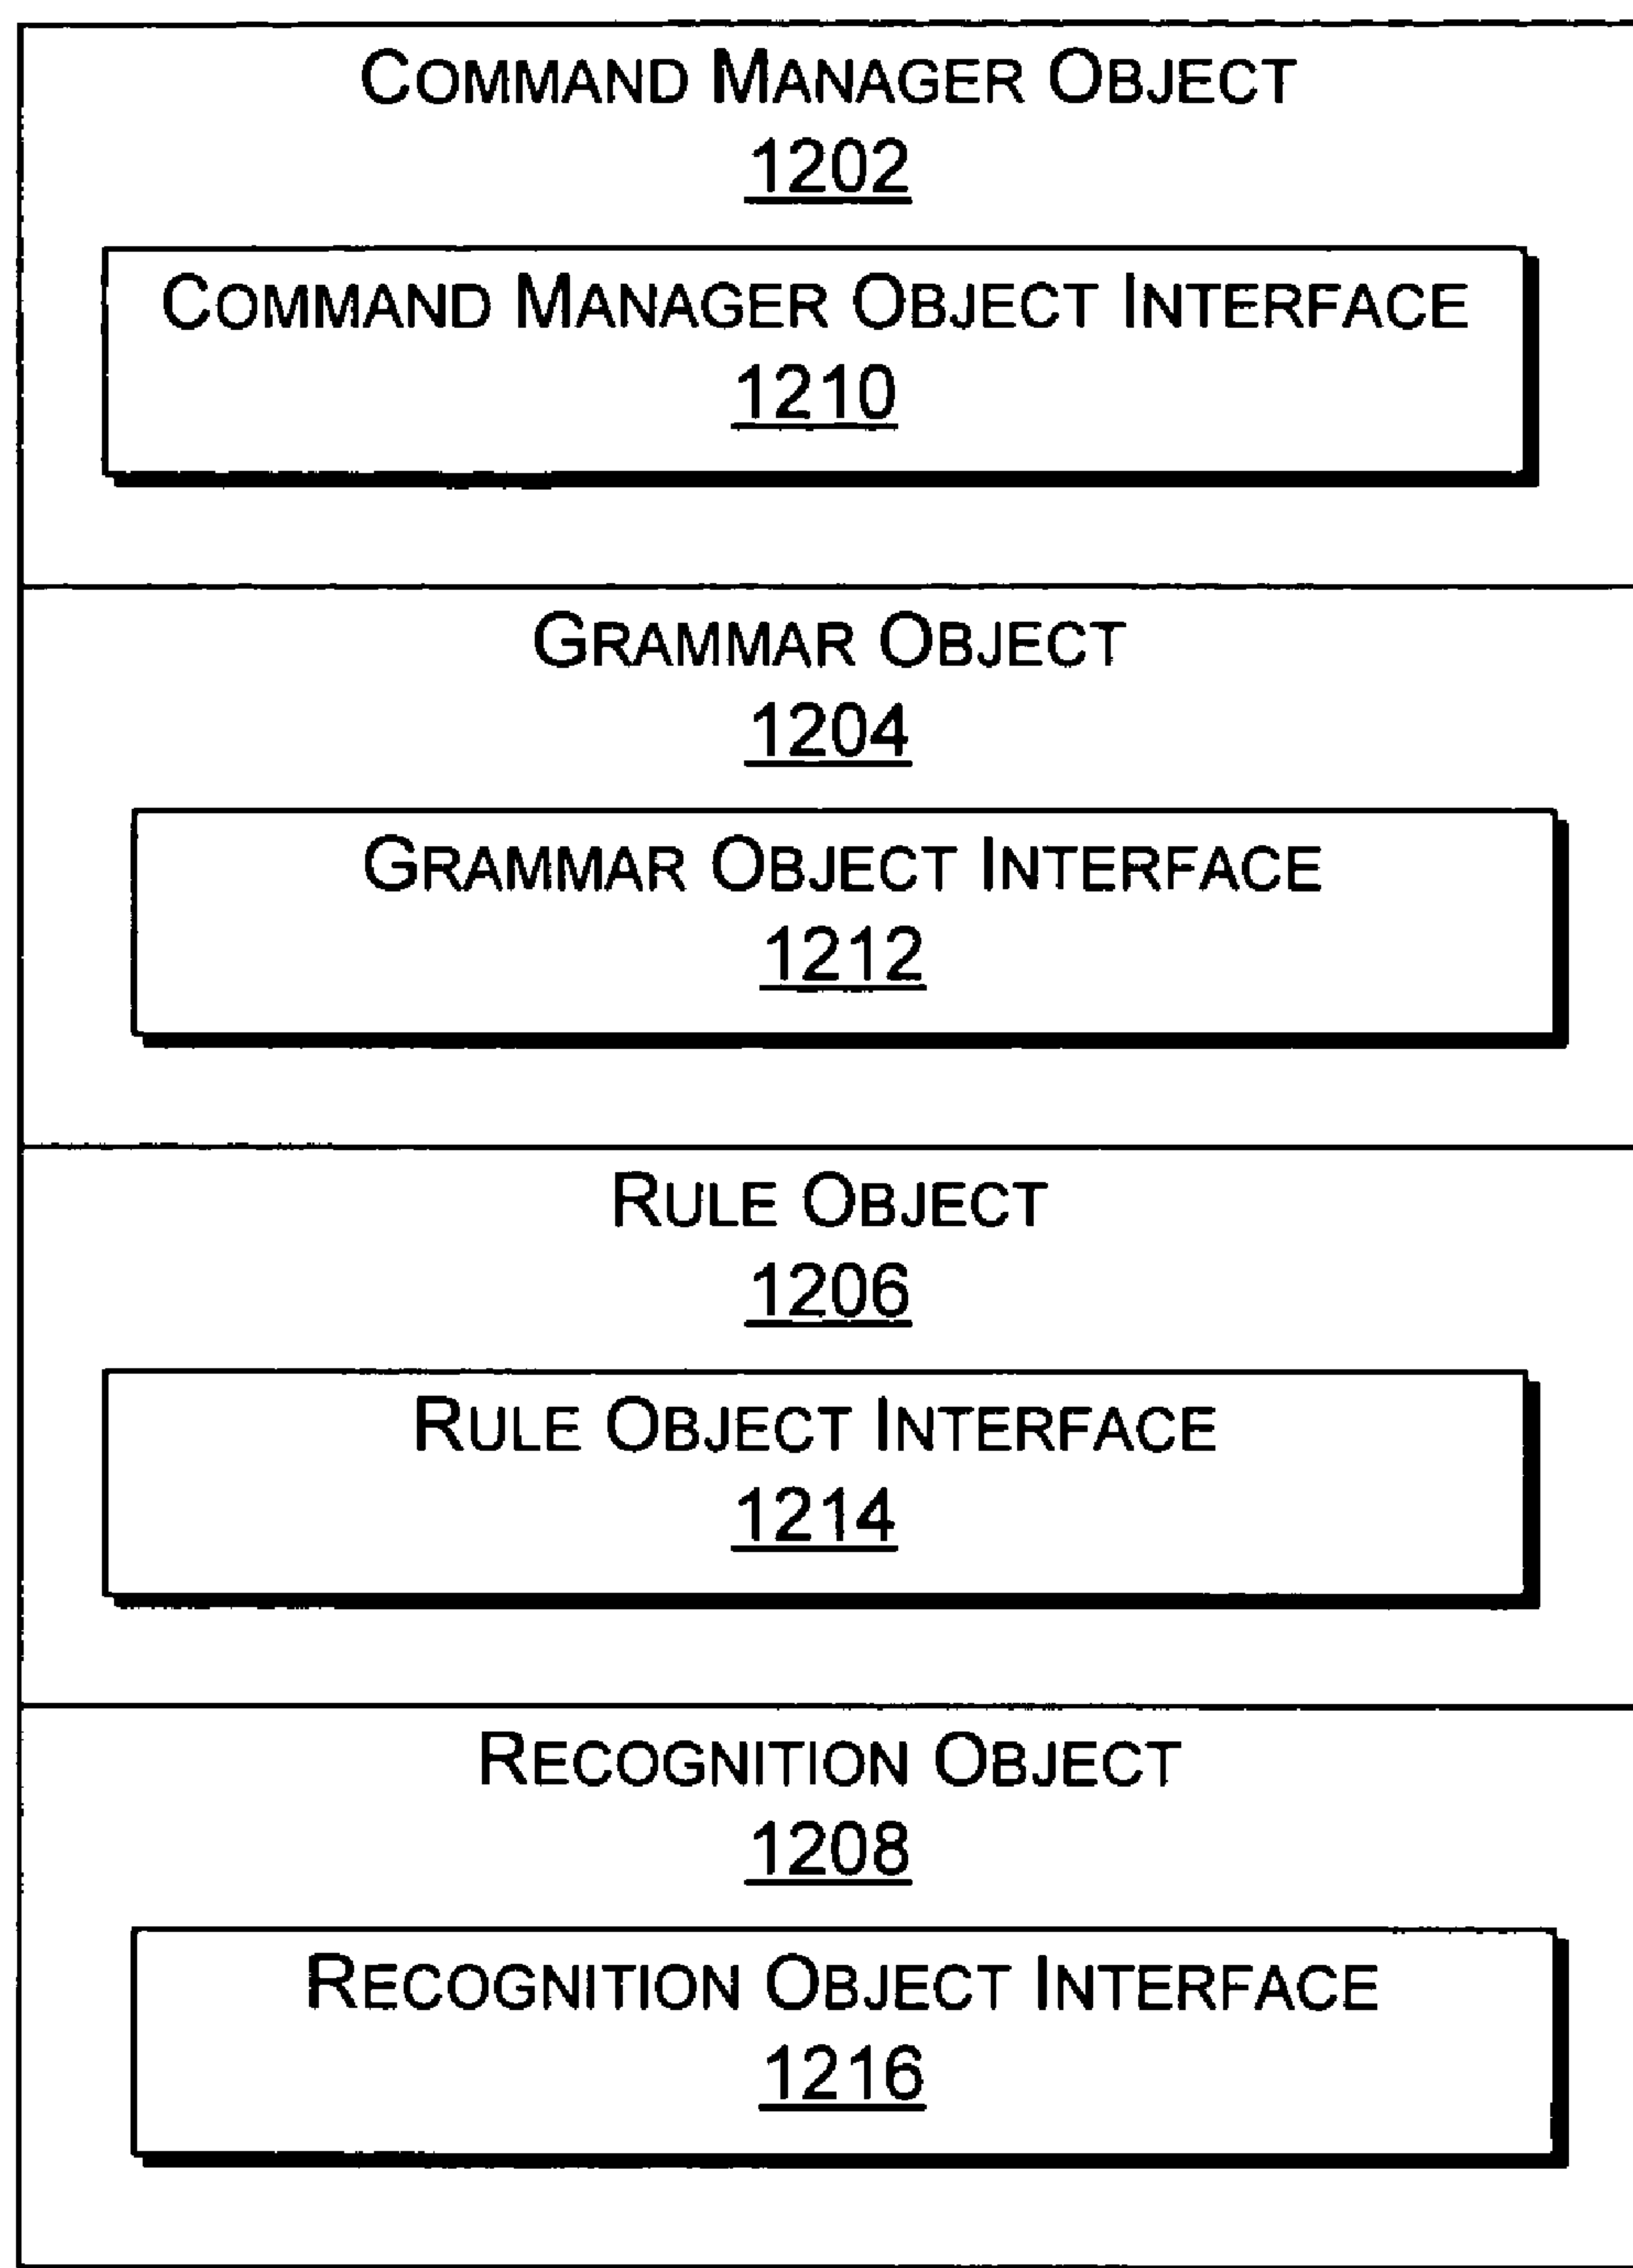 COMMAND MANAGER OBJECT
1202
COMMAND MANAGER OBJECT INTERFACE
1210
GRAMMAR OBJECT
1204
GRAMMAR OBJECT INTERFACE
1212
RULE OBJECT
1206
RULE OBJECT INTERFACE
1214
RECOGNITION OBJECT
1208
RECOGNITION OBJECT INTERFACE
1216